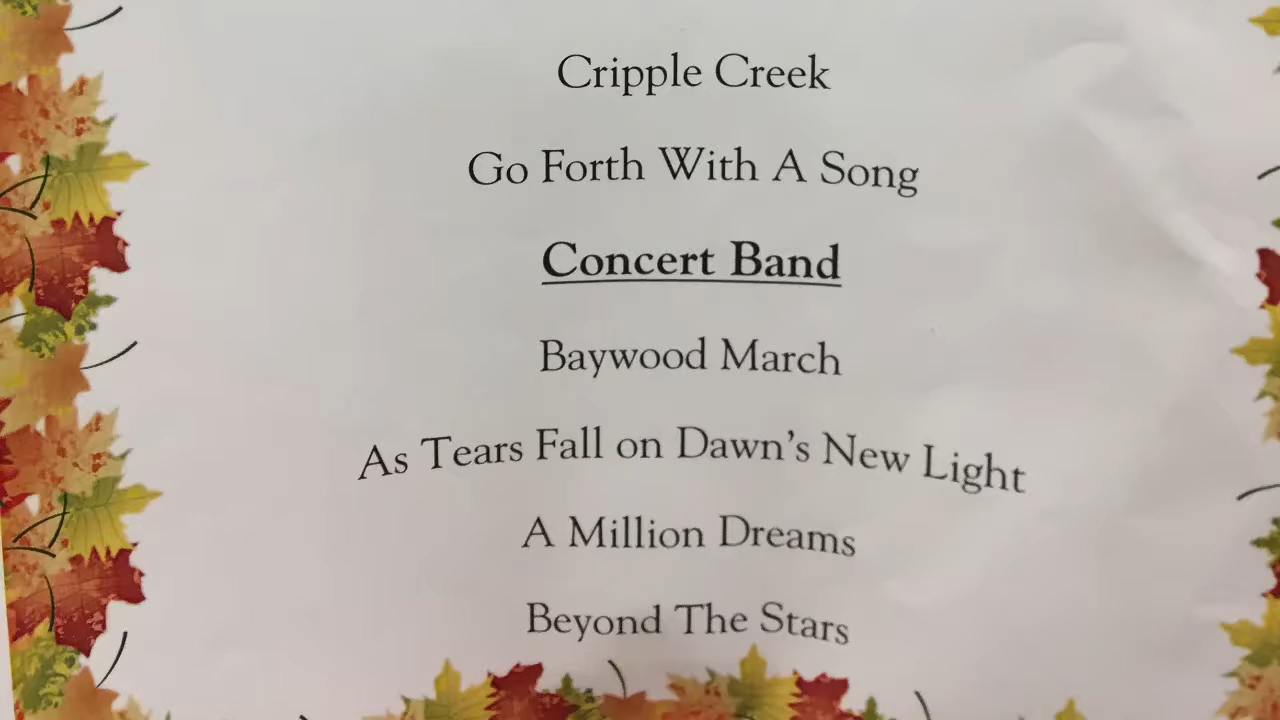 Cripple Creek
Go Forth With A Song
Concert Band
Baywood March
As Tears Fall on Dawn's New Light
A Million Dreams
Beyond The Stars